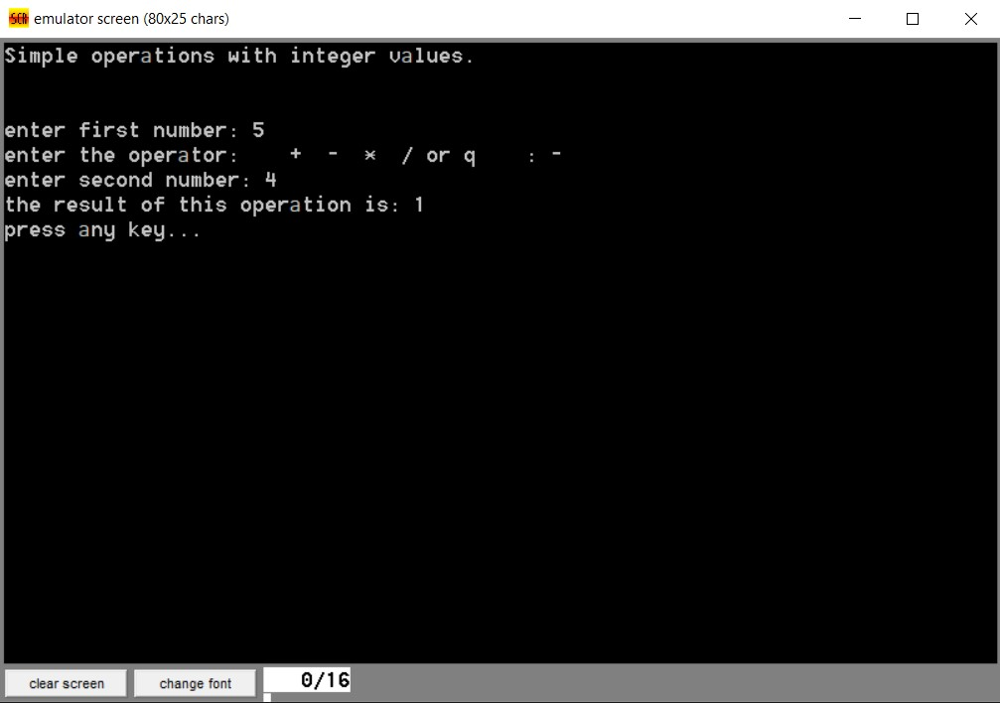 SCR emulator screen (80x25 chars)
Simple operations with integer values.
enter first number: 5
enter the operator:    +  -  *  / or q    : -
enter second number: 4
the result of this operation is: 1
press any key...
clear screen change font 0/16